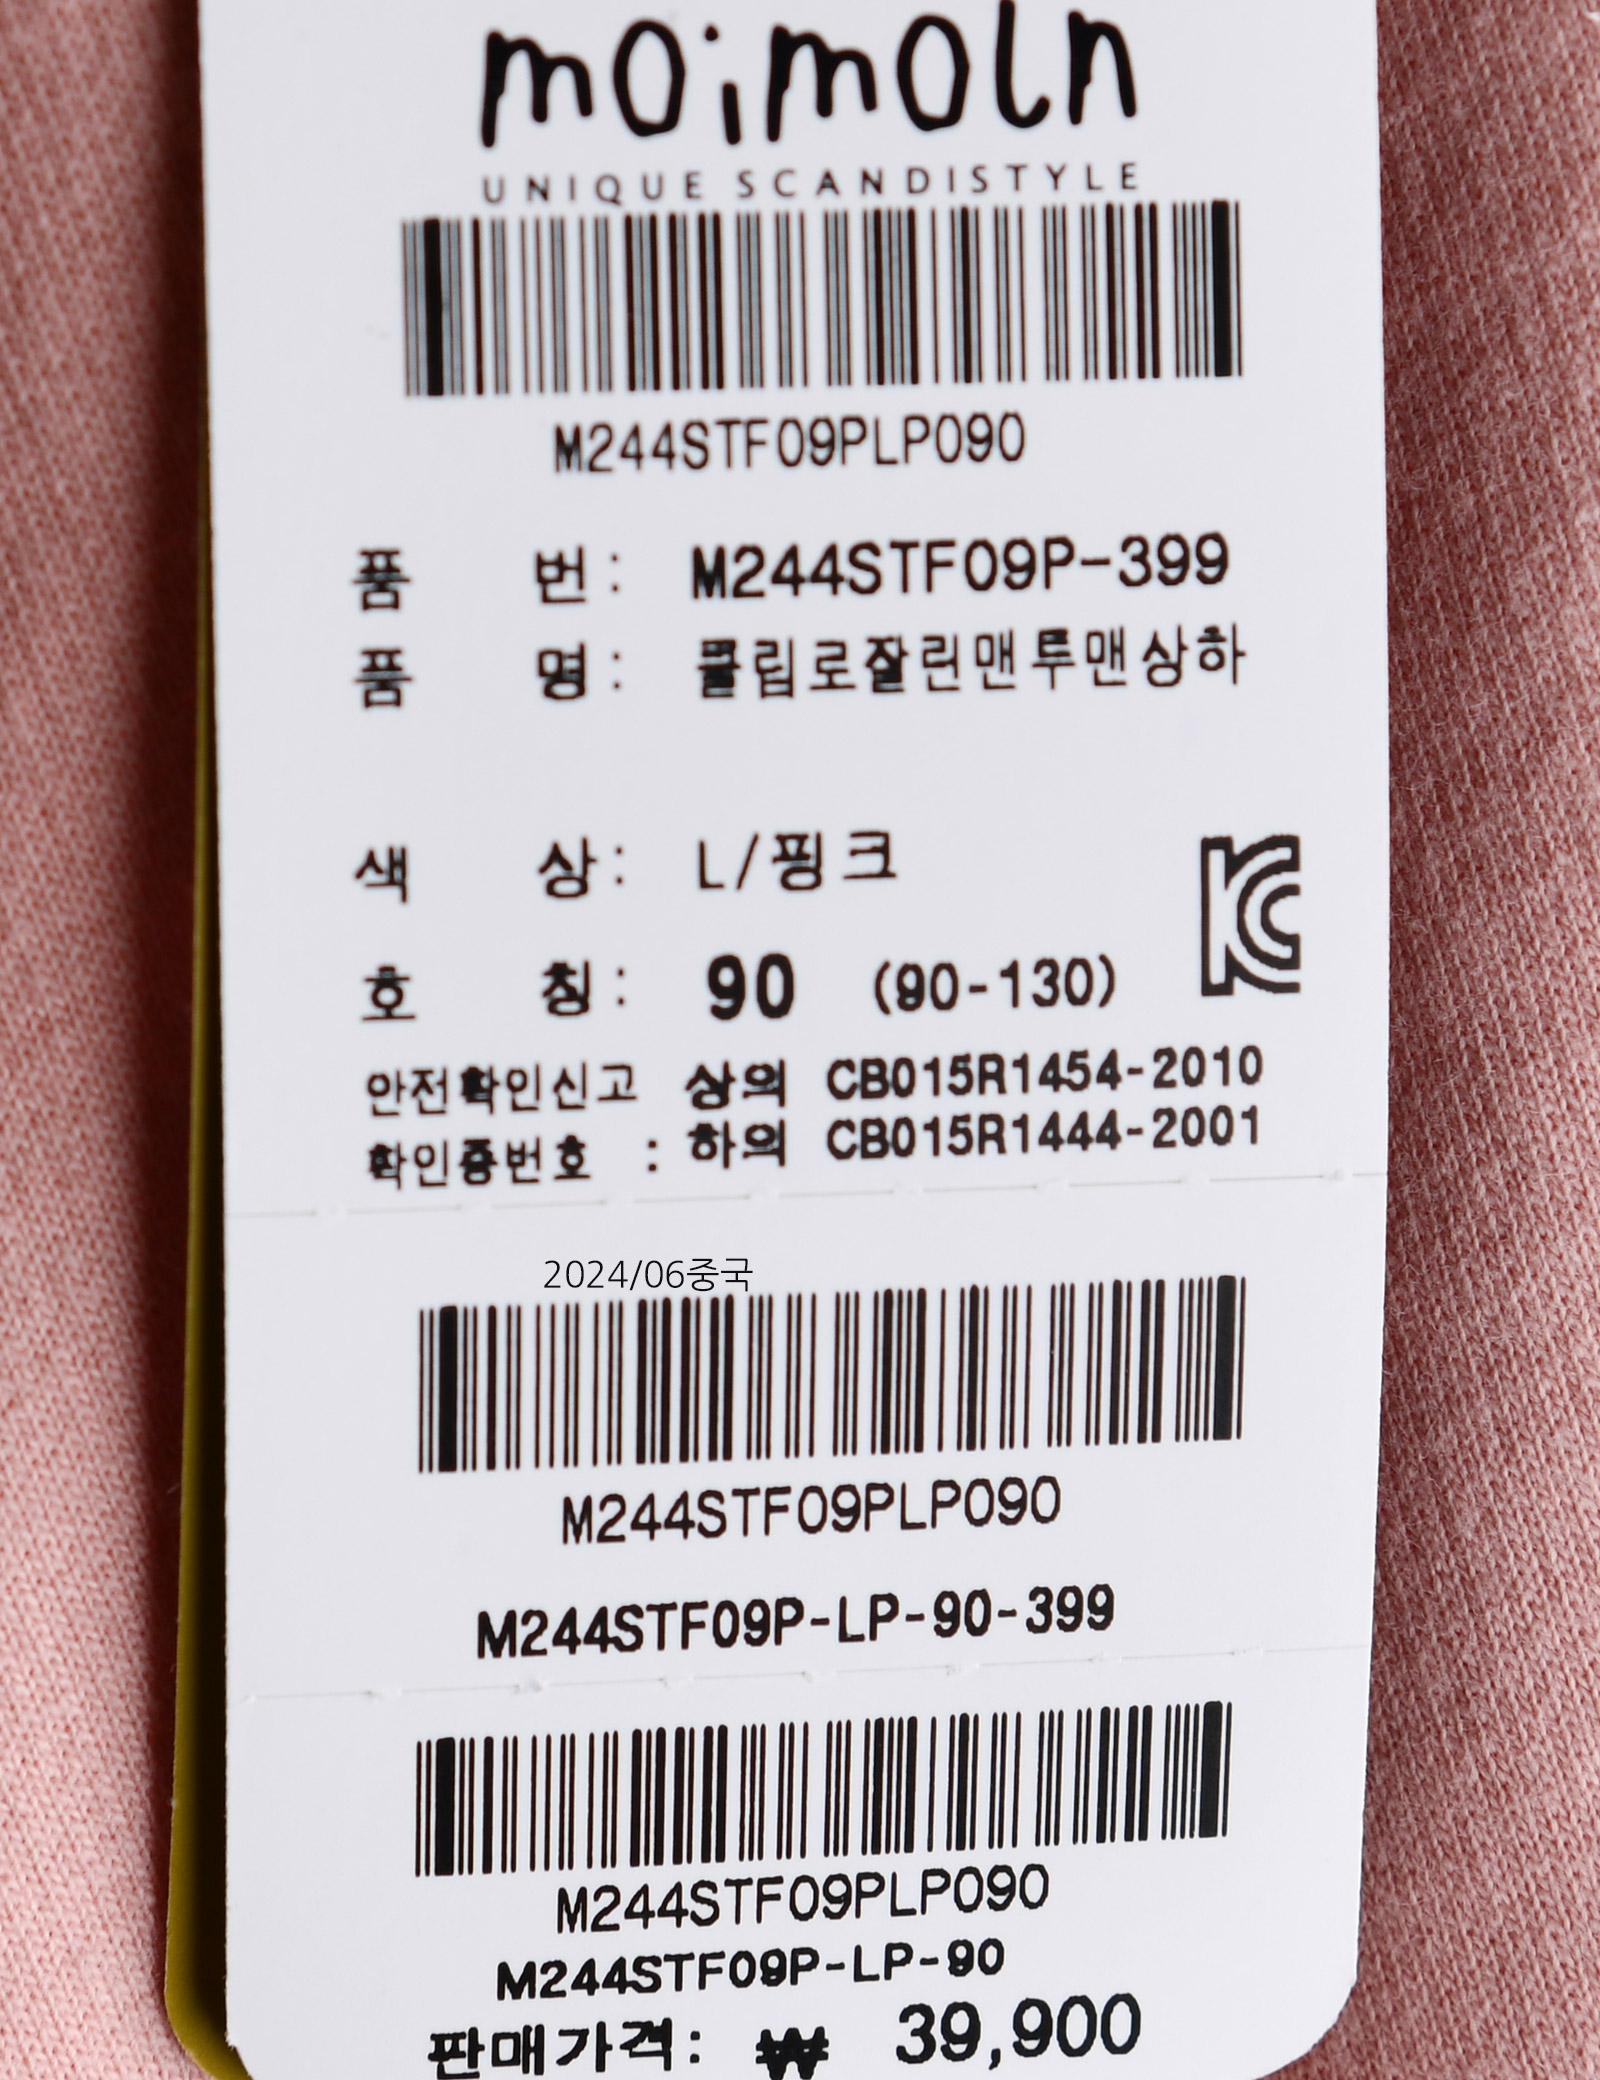 moimoln
UNIQUE SCANDISTYLE
M244STF09PLP090
품 번 : M244STF09P-399
품 명 : 클립로잘린맨투맨상하
색 상 : L/핑크
호 칭 : 90 (90-130)
안전확인신고 상의 CB015R1454-2010
확인증번호 : 하의 CB015R1444-2001
2024/06중국
M244STF09PLP090
M244STF09P-LP-90-399
M244STF09PLP090
M244STF09P-LP-90
판매가격: ₩ 39,900